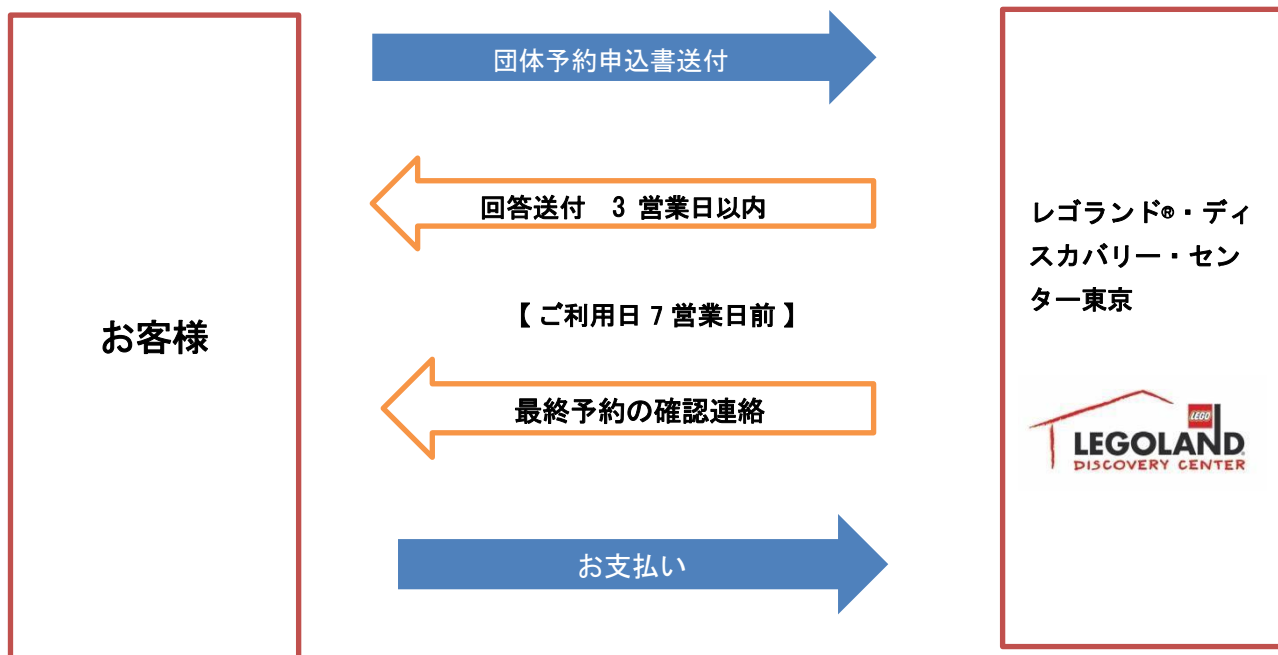 団体予約申込書送付
回答送付　3 営業日以内
【ご利用日 7 営業日前】
お客様
最終予約の確認連絡
お支払い
レゴランド®・ディ
スカバリー・セン
ター東京
LEGO
LEGOLAND
DISCOVERY CENTER